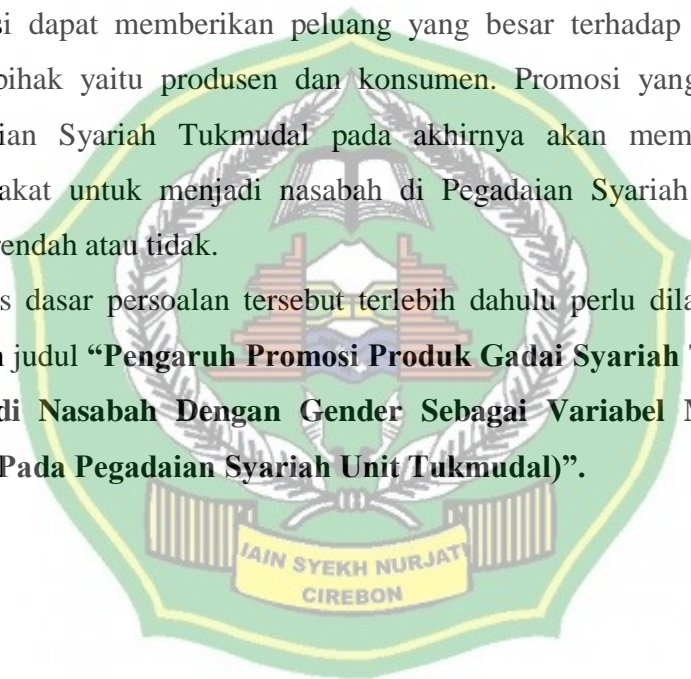 si dapat memberikan peluang yang besar terhadap
pihak yaitu produsen dan konsumen. Promosi yang
ian Syariah Tukmudal pada akhirnya akan mem
akat untuk menjadi nasabah di Pegadaian Syariah
rendah atau tidak.
s dasar persoalan tersebut terlebih dahulu perlu dila
n judul “Pengaruh Promosi Produk Gadai Syariah T
di Nasabah Dengan Gender Sebagai Variabel M
Pada Pegadaian Syariah Unit Tukmudal)”.
IAIN SYEKH NURJATI
CIREBON